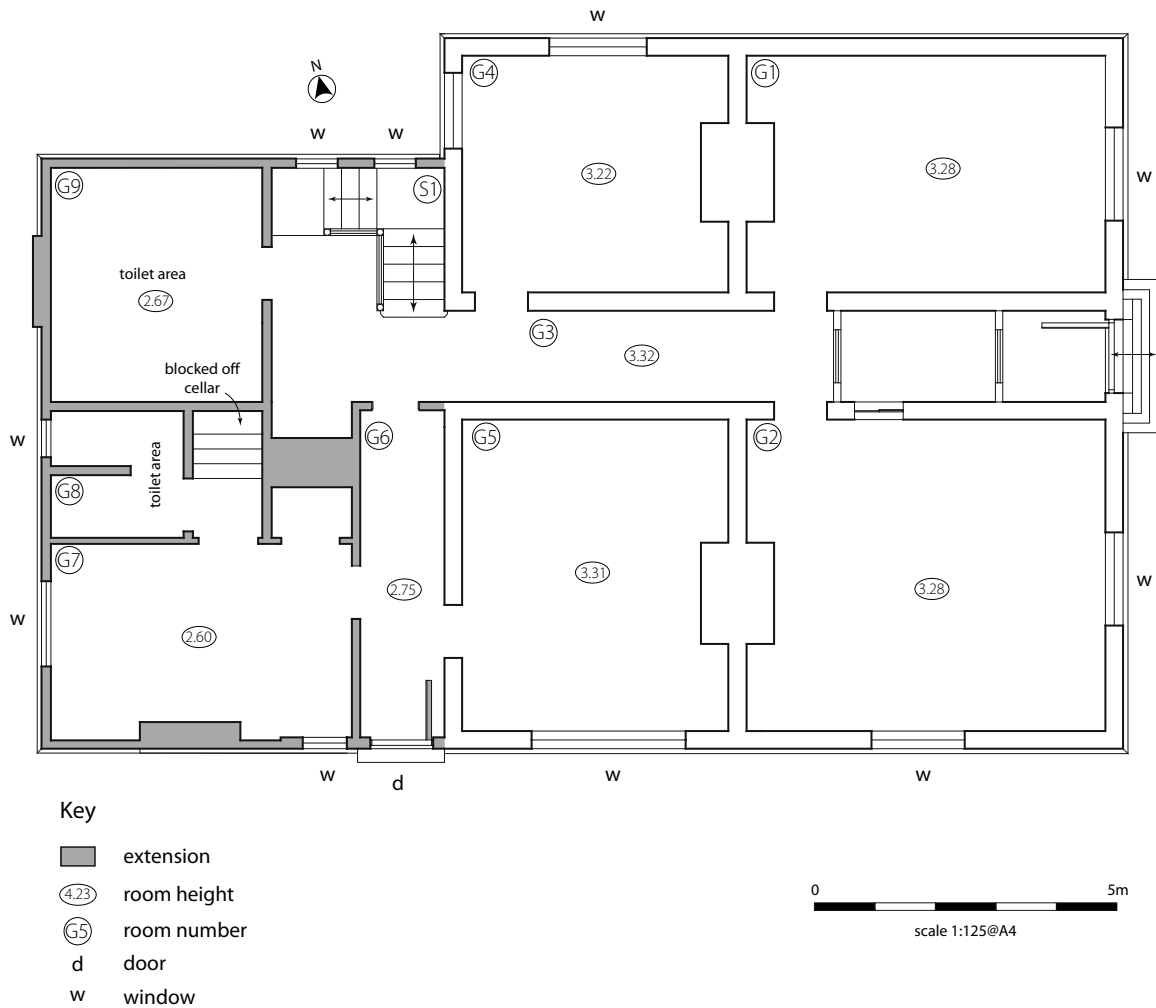 w
N
G4
G1
w
w
G9
S1
3.22
3.28
w
toilet area
2.67
G3
3.32
blocked off
cellar
w
toilet area
G6
G5
G2
G8
G7
w
2.75
3.31
3.28
w
2.60
w
d
w
w
Key
extension
4.23 room height
G5 room number
d door
w window
0 5m
scale 1:125@A4